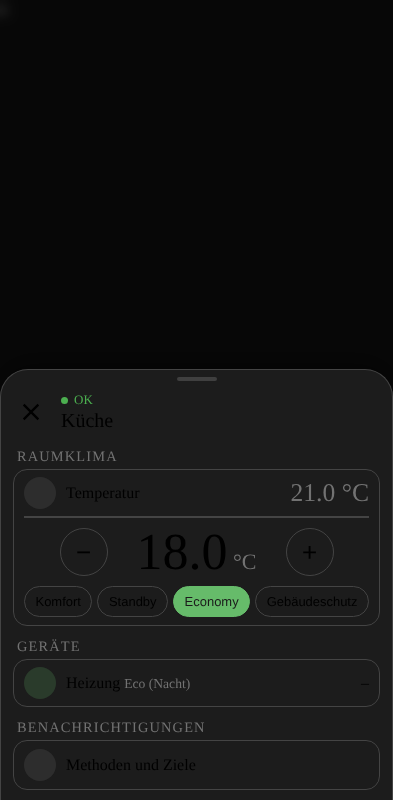 OK
Küche
RAUMKLIMA
Temperatur 21.0 °C
− 18.0 °C +
Komfort Standby Economy Gebäudeschutz
GERÄTE
Heizung Eco (Nacht) –
BENACHRICHTIGUNGEN
Methoden und Ziele